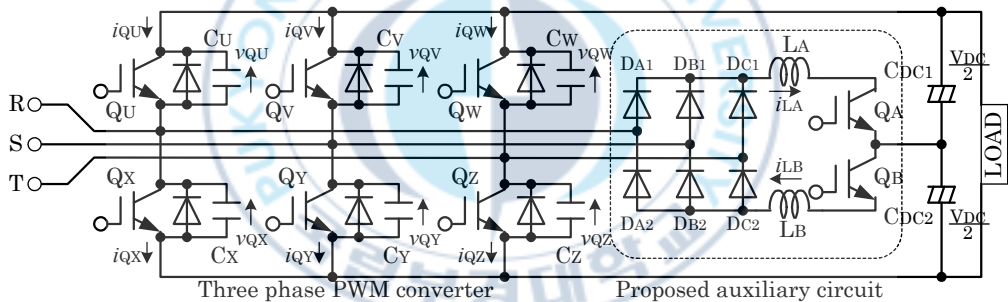 iQU iQV iQW
CU CV CW
vQU vQV vQW
QU QV QW
R
S
T
QX QY QZ
CX CY CZ
vQX vQY vQZ
iQX iQY iQZ
DA1 DB1 DC1
LA
iLA
QA
CDC1
VDC
2
LOAD
iLB
LB
QB
DA2 DB2 DC2
CDC2
VDC
2
Three phase PWM converter
Proposed auxiliary circuit
PUKYONG
UNIVERSITY